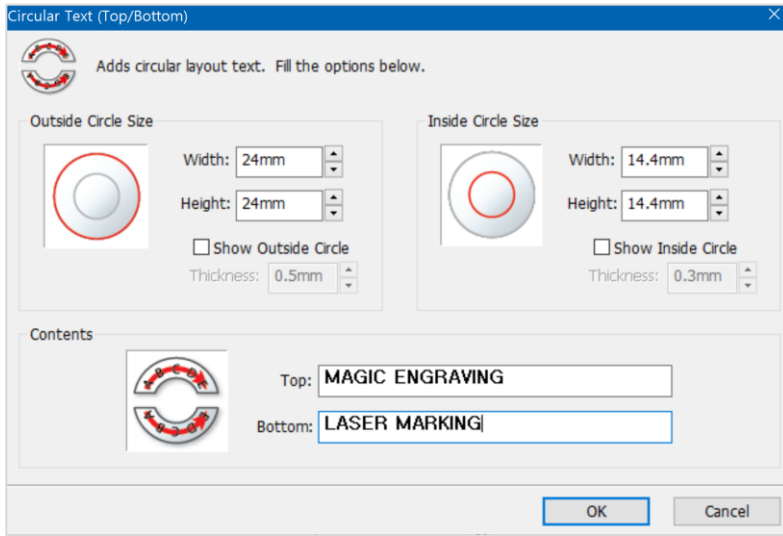 Circular Text (Top/Bottom)
Adds circular layout text. Fill the options below.
Outside Circle Size
Width: 24mm
Height: 24mm
Show Outside Circle
Thickness: 0.5mm
Inside Circle Size
Width: 14.4mm
Height: 14.4mm
Show Inside Circle
Thickness: 0.3mm
Contents
A B C D E
A B C D E
Top: MAGIC ENGRAVING
Bottom: LASER MARKING
OK Cancel